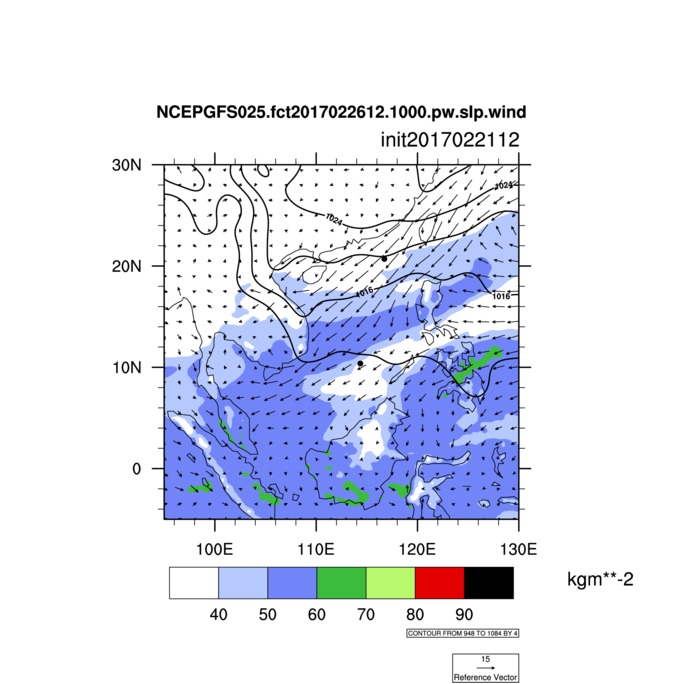 NCEPGFS025.fct2017022612.1000.pw.slp.wind
init2017022112
30N
1024
1024
20N
1016
1016
10N
0
100E 110E 120E 130E
kgm**-2
40 50 60 70 80 90
CONTOUR FROM 948 TO 1084 BY 4
15
Reference Vector